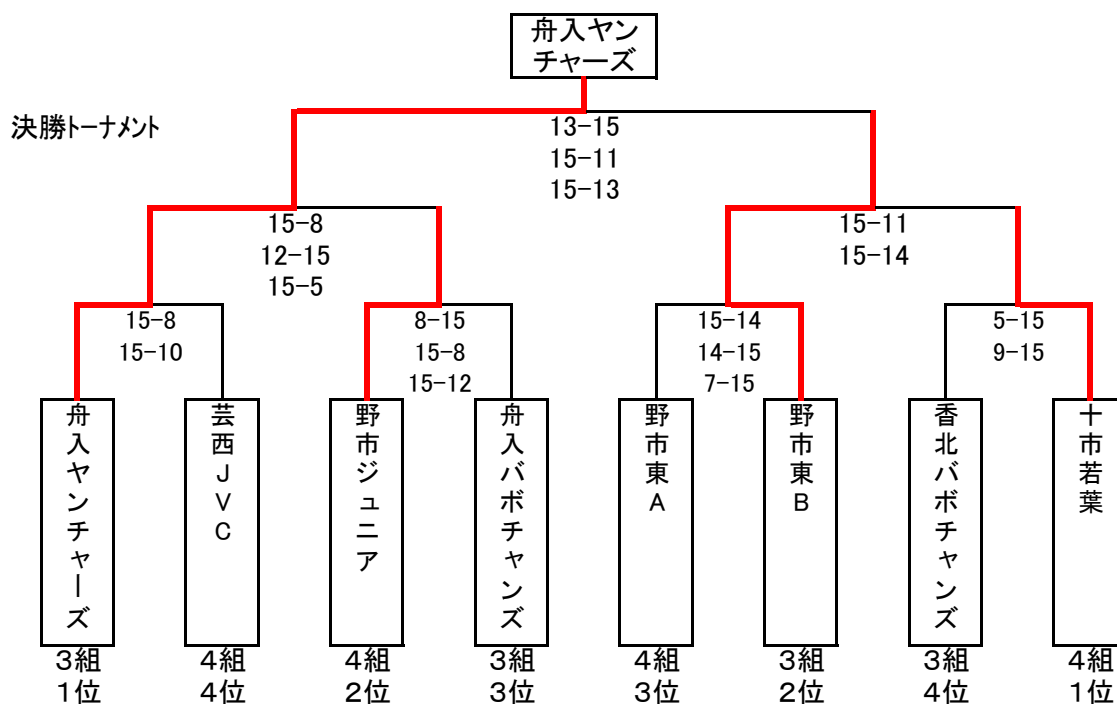 舟入ヤン
チャーズ
決勝トーナメント
13-15
15-11
15-13
15-8
12-15
15-5
15-11
15-14
15-8
15-10
8-15
15-8
15-12
15-14
14-15
7-15
5-15
9-15
舟入ヤンチャーズ
芸西JVC
野市ジュニア
舟入バボチャンズ
野市東A
野市東B
香北バボチャンズ
十市若葉
3組
1位
4組
4位
4組
2位
3組
3位
4組
3位
3組
2位
3組
4位
4組
1位